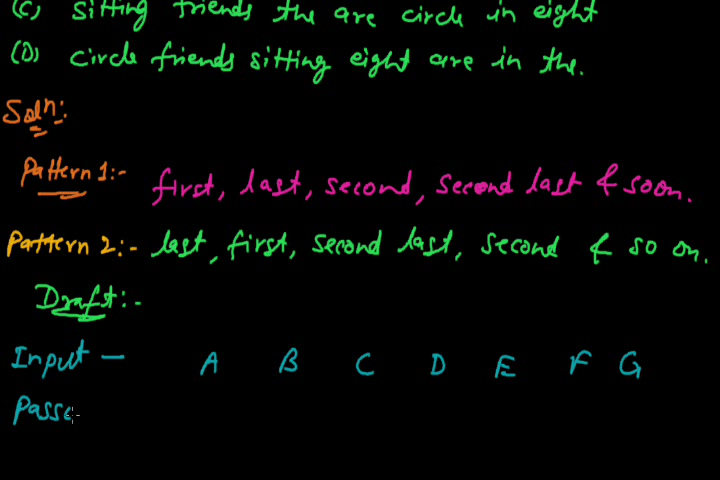 (C) sitting friends the are circle in eight
(D) circle friends sitting eight are in the.
Soln:
Pattern 1:- first, last, second, second last & soon.
Pattern 2:- last, first, second last, second & so on.
Draft:-
Input — A B C D E F G
Passe